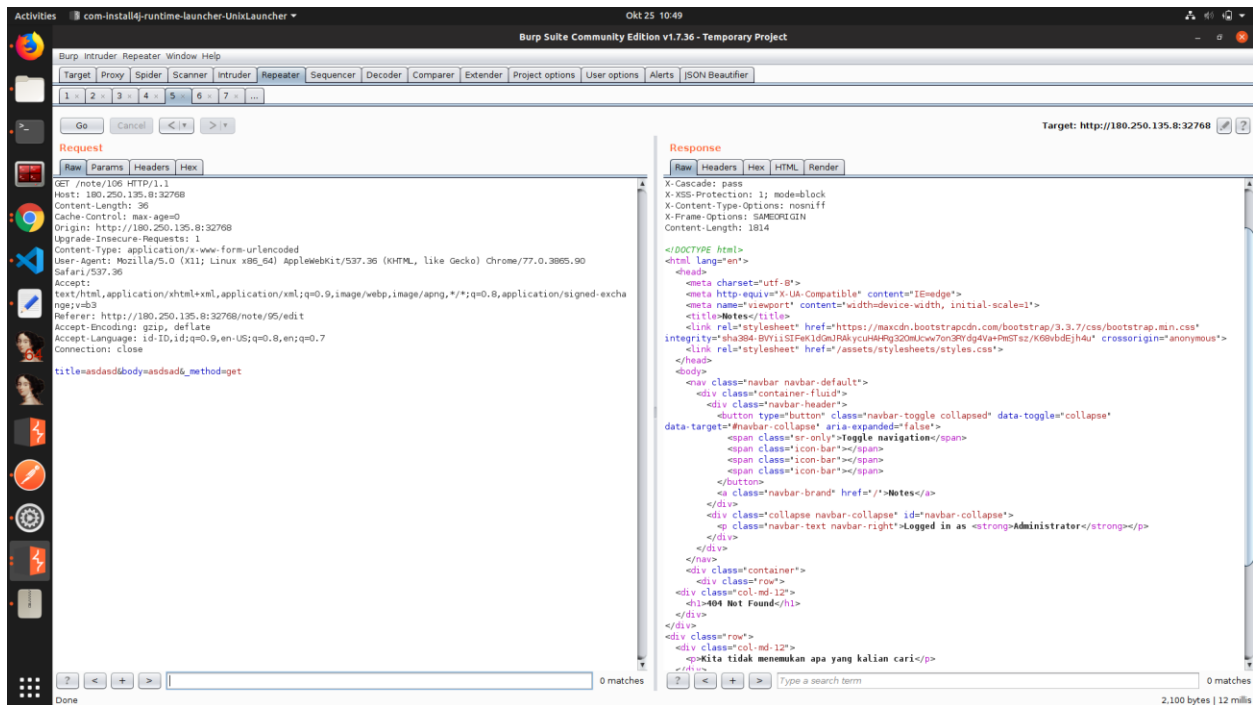 Activities com-install4j-runtime-launcher-UnixLauncher Okt 25 10:49
Burp Suite Community Edition v1.7.36 - Temporary Project
Burp Intruder Repeater Window Help
Target Proxy Spider Scanner Intruder Repeater Sequencer Decoder Comparer Extender Project options User options Alerts JSON Beautifier
1 × 2 × 3 × 4 × 5 × 6 × 7 × ...
Go Cancel < > Target: http://180.250.135.8:32768 ?
Request
Raw Params Headers Hex
GET /note/106 HTTP/1.1
Host: 180.250.135.8:32768
Content-Length: 36
Cache-Control: max-age=0
Origin: http://180.250.135.8:32768
Upgrade-Insecure-Requests: 1
Content-Type: application/x-www-form-urlencoded
User-Agent: Mozilla/5.0 (X11; Linux x86_64) AppleWebKit/537.36 (KHTML, like Gecko) Chrome/77.0.3865.90
Safari/537.36
Accept:
text/html,application/xhtml+xml,application/xml;q=0.9,image/webp,image/apng,*/*;q=0.8,application/signed-excha
nge;v=b3
Referer: http://180.250.135.8:32768/note/95/edit
Accept-Encoding: gzip, deflate
Accept-Language: id-ID,id;q=0.9,en-US;q=0.8,en;q=0.7
Connection: close
title=asdasd&body=asdsad&_method=get
? < + > 0 matches
Done
Response
Raw Headers Hex HTML Render
X-Cascade: pass
X-XSS-Protection: 1; mode=block
X-Content-Type-Options: nosniff
X-Frame-Options: SAMEORIGIN
Content-Length: 1814
<!DOCTYPE html>
<html lang="en">
<head>
<meta charset="utf-8">
<meta http-equiv="X-UA-Compatible" content="IE=edge">
<meta name="viewport" content="width=device-width, initial-scale=1">
<title>Notes</title>
<link rel="stylesheet" href="https://maxcdn.bootstrapcdn.com/bootstrap/3.3.7/css/bootstrap.min.css"
integrity="sha384-BVYiiSIFeK1dGmJRAkycuHAHRg32OmUcww7on3RYdg4Va+PmSTsz/K68vbdEjh4u" crossorigin="anonymous">
<link rel="stylesheet" href="/assets/stylesheets/styles.css">
</head>
<body>
<nav class="navbar navbar-default">
<div class="container-fluid">
<div class="navbar-header">
<button type="button" class="navbar-toggle collapsed" data-toggle="collapse"
data-target="#navbar-collapse" aria-expanded="false">
<span class="sr-only">Toggle navigation</span>
<span class="icon-bar"></span>
<span class="icon-bar"></span>
<span class="icon-bar"></span>
</button>
<a class="navbar-brand" href="/">Notes</a>
</div>
<div class="collapse navbar-collapse" id="navbar-collapse">
<p class="navbar-text navbar-right">Logged in as <strong>Administrator</strong></p>
</div>
</div>
</nav>
<div class="container">
<div class="row">
<div class="col-md-12">
<h1>404 Not Found</h1>
</div>
</div>
<div class="row">
<div class="col-md-12">
<p>Kita tidak menemukan apa yang kalian cari</p>
</div>
? < + > Type a search term 0 matches
2,100 bytes | 12 millis